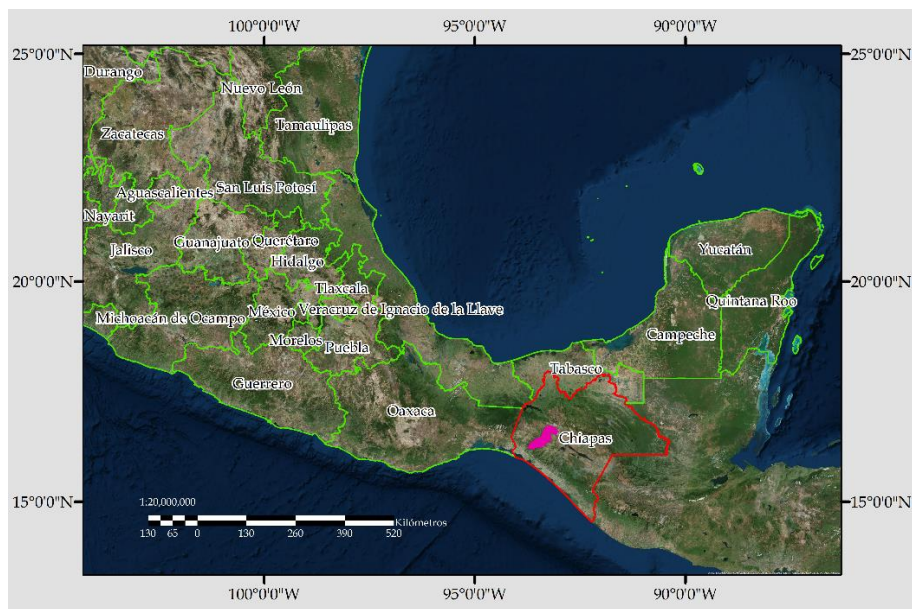 100°0'0"W 95°0'0"W 90°0'0"W
25°0'0"N 25°0'0"N
Durango
Nuevo León
Zacatecas
Tamaulipas
Aguascalientes
San Luis Potosí
Nayarit
Jalisco
Guanajuato
Querétaro
Yucatán
Hidalgo
20°0'0"N 20°0'0"N
Tlaxcala
Quintana Roo
Michoacán de Ocampo
México
Veracruz de Ignacio de la Llave
Campeche
Morelos
Puebla
Tabasco
Guerrero
Oaxaca
Chiapas
15°0'0"N 15°0'0"N
1:20,000,000
Kilómetros
130 65 0 130 260 390 520
100°0'0"W 95°0'0"W 90°0'0"W